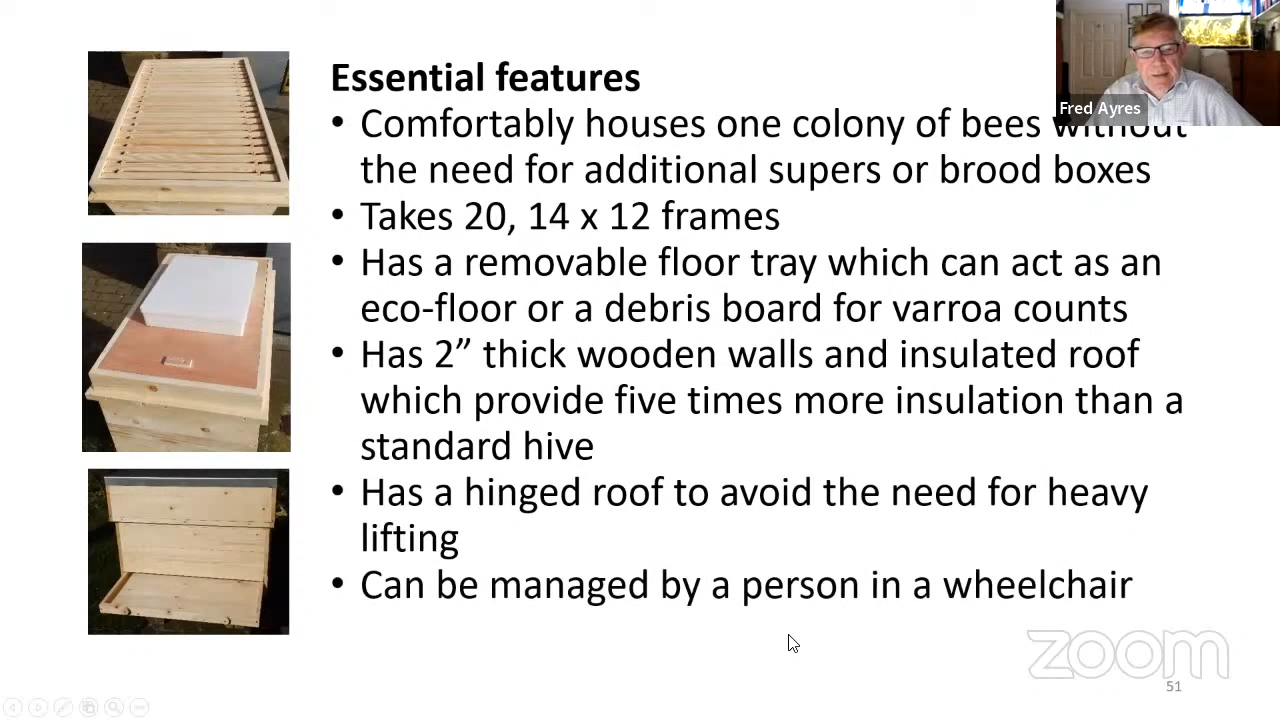 Essential features
• Comfortably houses one colony of bees without
the need for additional supers or brood boxes
• Takes 20, 14 x 12 frames
• Has a removable floor tray which can act as an
eco-floor or a debris board for varroa counts
• Has 2” thick wooden walls and insulated roof
which provide five times more insulation than a
standard hive
• Has a hinged roof to avoid the need for heavy
lifting
• Can be managed by a person in a wheelchair
Fred Ayres
zoom
51